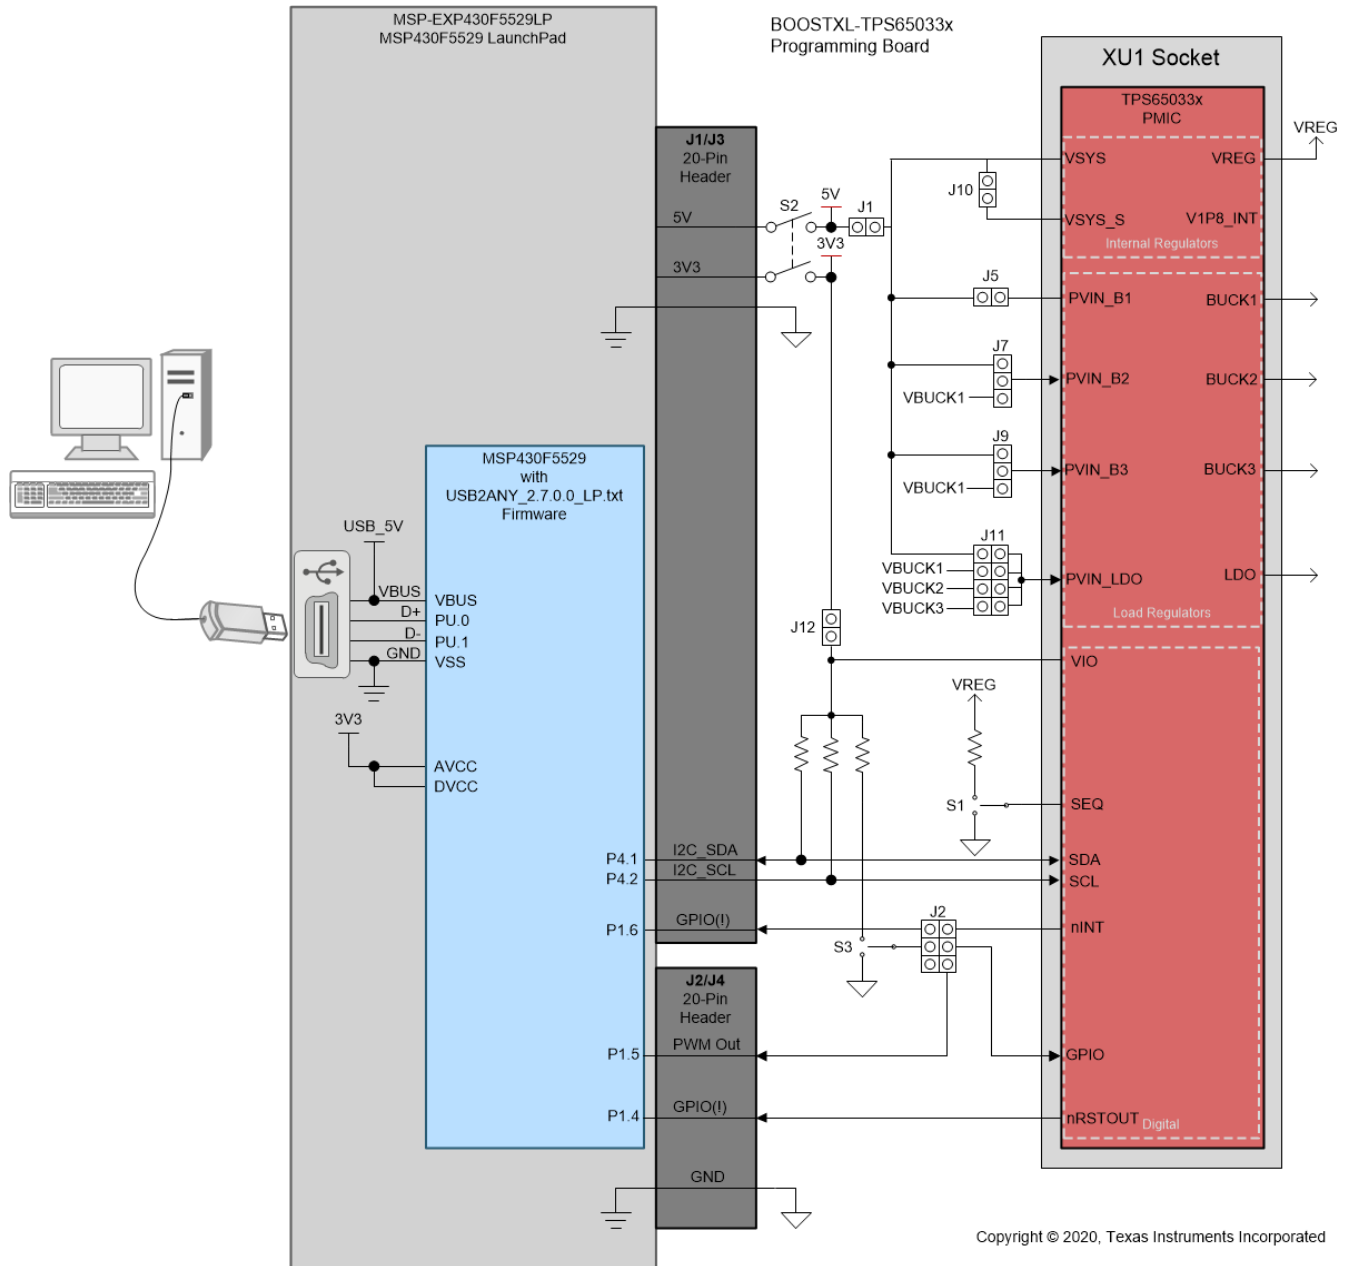 MSP-EXP430F5529LP
MSP430F5529 LaunchPad
BOOSTXL-TPS65033x
Programming Board
XU1 Socket
TPS65033x
PMIC
J1/J3
20-Pin
Header
5V
3V3
S2
5V
3V3
J1
J10
VSYS
VREG
VREG
VSYS_S
V1P8_INT
Internal Regulators
J5
PVIN_B1
BUCK1
J7
VBUCK1
PVIN_B2
BUCK2
J9
VBUCK1
PVIN_B3
BUCK3
J11
VBUCK1
VBUCK2
VBUCK3
PVIN_LDO
LDO
Load Regulators
MSP430F5529
with
USB2ANY_2.7.0.0_LP.txt
Firmware
USB_5V
VBUS
VBUS
D+
PU.0
D-
PU.1
GND
VSS
3V3
AVCC
DVCC
J12
VIO
VREG
S1
SEQ
P4.1
I2C_SDA
SDA
P4.2
I2C_SCL
SCL
P1.6
GPIO(!)
J2
nINT
S3
J2/J4
20-Pin
Header
P1.5
PWM Out
GPIO
P1.4
GPIO(!)
nRSTOUT
Digital
GND
Copyright © 2020, Texas Instruments Incorporated